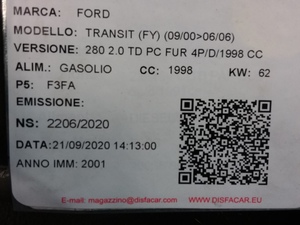 MARCA: FORD
MODELLO: TRANSIT (FY) (09/00>06/06)
VERSIONE: 280 2.0 TD PC FUR 4P/D/1998 CC
ALIM.: GASOLIO CC: 1998 KW: 62
P5: F3FA
EMISSIONE:
NS: 2206/2020
DATA:21/09/2020 14:13:00
ANNO IMM: 2001
E-mail: magazzino@disfacar.com WWW.DISFACAR.EU